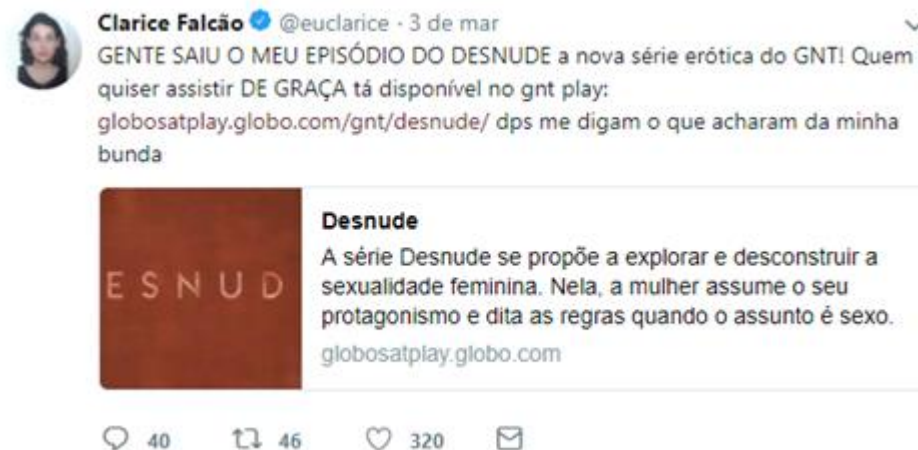 Clarice Falcão @euclarice · 3 de mar
GENTE SAIU O MEU EPISÓDIO DO DESNUDE a nova série erótica do GNT! Quem
quiser assistir DE GRAÇA tá disponível no gnt play:
globosatplay.globo.com/gnt/desnude/ dps me digam o que acharam da minha
bunda
ESNUD
Desnude
A série Desnude se propõe a explorar e desconstruir a
sexualidade feminina. Nela, a mulher assume o seu
protagonismo e dita as regras quando o assunto é sexo.
globosatplay.globo.com
40 46 320